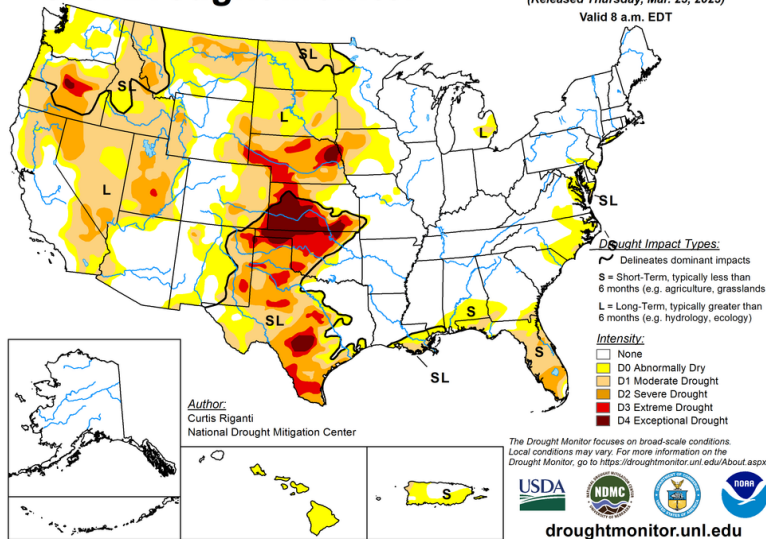 (Released Thursday, Mar. 23, 2023)
Valid 8 a.m. EDT
SL
SL
L
L
L
SL
S
Drought Impact Types:
Delineates dominant impacts
S = Short-Term, typically less than
6 months (e.g. agriculture, grasslands
L = Long-Term, typically greater than
6 months (e.g. hydrology, ecology)
SL
S
S
SL
Intensity:
None
D0 Abnormally Dry
D1 Moderate Drought
D2 Severe Drought
D3 Extreme Drought
D4 Exceptional Drought
Author:
Curtis Riganti
National Drought Mitigation Center
S
The Drought Monitor focuses on broad-scale conditions.
Local conditions may vary. For more information on the
Drought Monitor, go to https://droughtmonitor.unl.edu/About.aspx
USDA
NDMC
NOAA
droughtmonitor.unl.edu